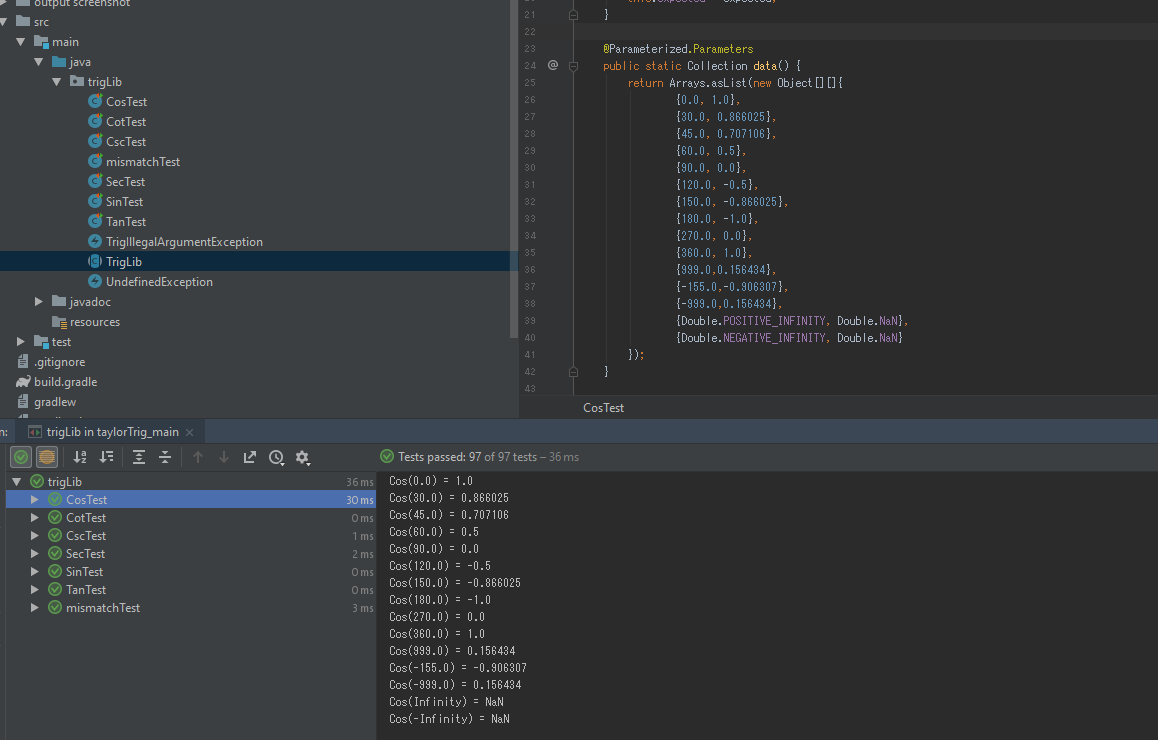 output screenshot
src
main
java
trigLib
CosTest
CotTest
CscTest
mismatchTest
SecTest
SinTest
TanTest
TrigIllegalArgumentException
TrigLib
UndefinedException
javadoc
resources
test
.gitignore
build.gradle
gradlew
21 }
22
23 @Parameterized.Parameters
24 @ public static Collection data() {
25 return Arrays.asList(new Object[][]{
26 {0.0, 1.0},
27 {30.0, 0.866025},
28 {45.0, 0.707106},
29 {60.0, 0.5},
30 {90.0, 0.0},
31 {120.0, -0.5},
32 {150.0, -0.866025},
33 {180.0, -1.0},
34 {270.0, 0.0},
35 {360.0, 1.0},
36 {999.0,0.156434},
37 {-155.0,-0.906307},
38 {-999.0,0.156434},
39 {Double.POSITIVE_INFINITY, Double.NaN},
40 {Double.NEGATIVE_INFINITY, Double.NaN}
41 });
42 }
43
CosTest
n: trigLib in taylorTrig_main ×
Tests passed: 97 of 97 tests – 36 ms
trigLib 36 ms
CosTest 30 ms
CotTest 0 ms
CscTest 1 ms
SecTest 2 ms
SinTest 0 ms
TanTest 0 ms
mismatchTest 3 ms
Cos(0.0) = 1.0
Cos(30.0) = 0.866025
Cos(45.0) = 0.707106
Cos(60.0) = 0.5
Cos(90.0) = 0.0
Cos(120.0) = -0.5
Cos(150.0) = -0.866025
Cos(180.0) = -1.0
Cos(270.0) = 0.0
Cos(360.0) = 1.0
Cos(999.0) = 0.156434
Cos(-155.0) = -0.906307
Cos(-999.0) = 0.156434
Cos(Infinity) = NaN
Cos(-Infinity) = NaN